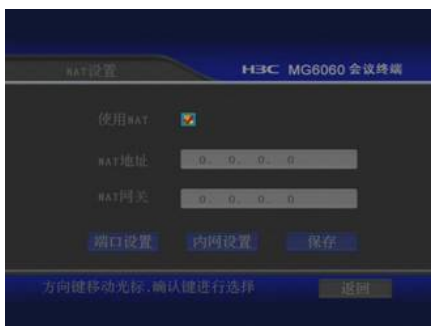 NAT设置
H3C MG6060 会议终端
使用NAT
NAT地址 0. 0. 0. 0
NAT网关 0. 0. 0. 0
端口设置 内网设置 保存
方向键移动光标,确认键进行选择 返回